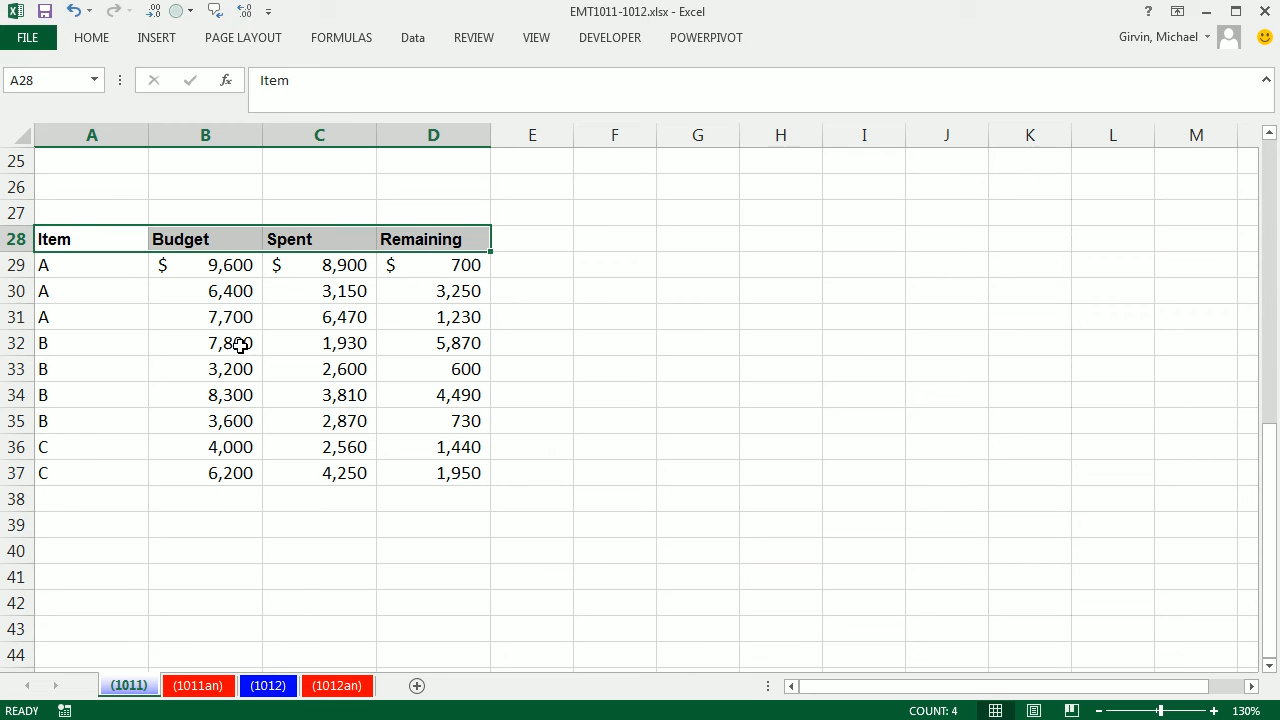 EMT1011-1012.xlsx - Excel
FILE HOME INSERT PAGE LAYOUT FORMULAS Data REVIEW VIEW DEVELOPER POWERPIVOT Girvin, Michael
A28 fx Item
A B C D E F G H I J K L M
25
26
27
28 Item Budget Spent Remaining
29 A $ 9,600 $ 8,900 $ 700
30 A 6,400 3,150 3,250
31 A 7,700 6,470 1,230
32 B 7,800 1,930 5,870
33 B 3,200 2,600 600
34 B 8,300 3,810 4,490
35 B 3,600 2,870 730
36 C 4,000 2,560 1,440
37 C 6,200 4,250 1,950
38
39
40
41
42
43
44
(1011) (1011an) (1012) (1012an)
READY COUNT: 4 130%